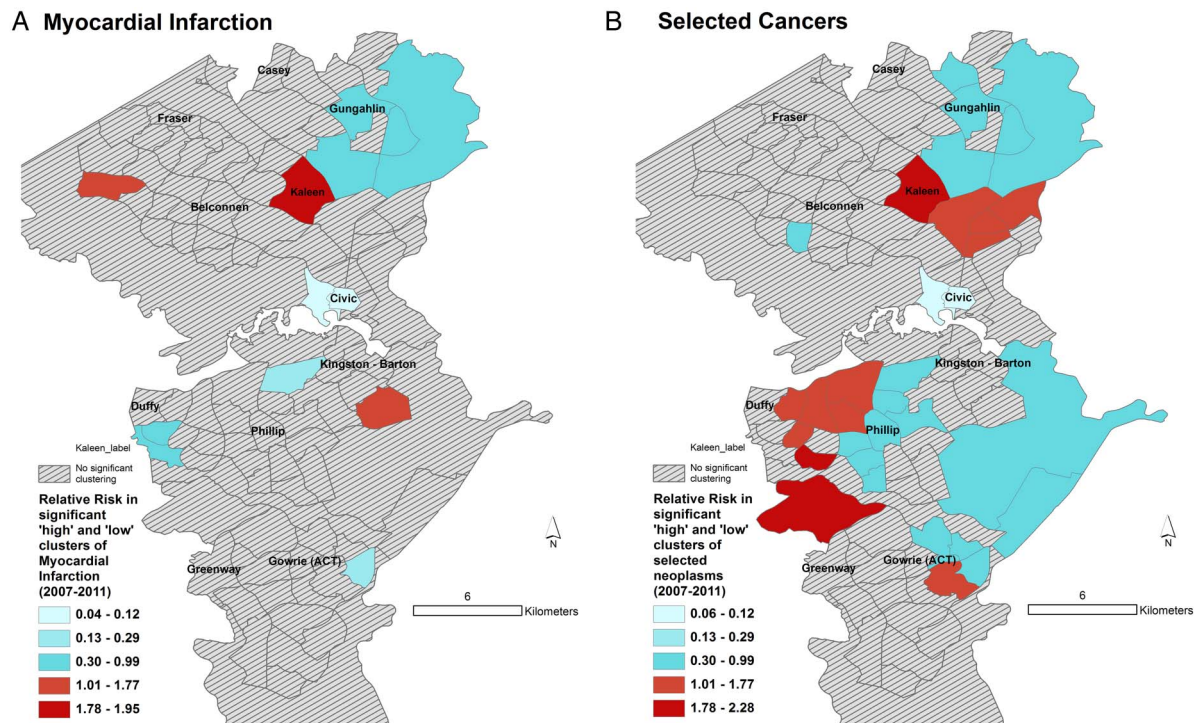 A Myocardial Infarction
Casey
Gungahlin
Fraser
Kaleen
Belconnen
Civic
Kingston - Barton
Duffy
Phillip
Kaleen_label
No significant
clustering
Relative Risk in
significant
'high' and 'low'
clusters of
Myocardial
Infarction
(2007-2011)
0.04 - 0.12
0.13 - 0.29
0.30 - 0.99
1.01 - 1.77
1.78 - 1.95
Gowrie (ACT)
Greenway
N
6
Kilometers
B Selected Cancers
Casey
Gungahlin
Fraser
Kaleen
Belconnen
Civic
Kingston - Barton
Duffy
Phillip
Kaleen_label
No significant
clustering
Relative Risk in
significant
'high' and 'low'
clusters of
selected
neoplasms
(2007-2011)
0.06 - 0.12
0.13 - 0.29
0.30 - 0.99
1.01 - 1.77
1.78 - 2.28
Gowrie (ACT)
Greenway
N
6
Kilometers